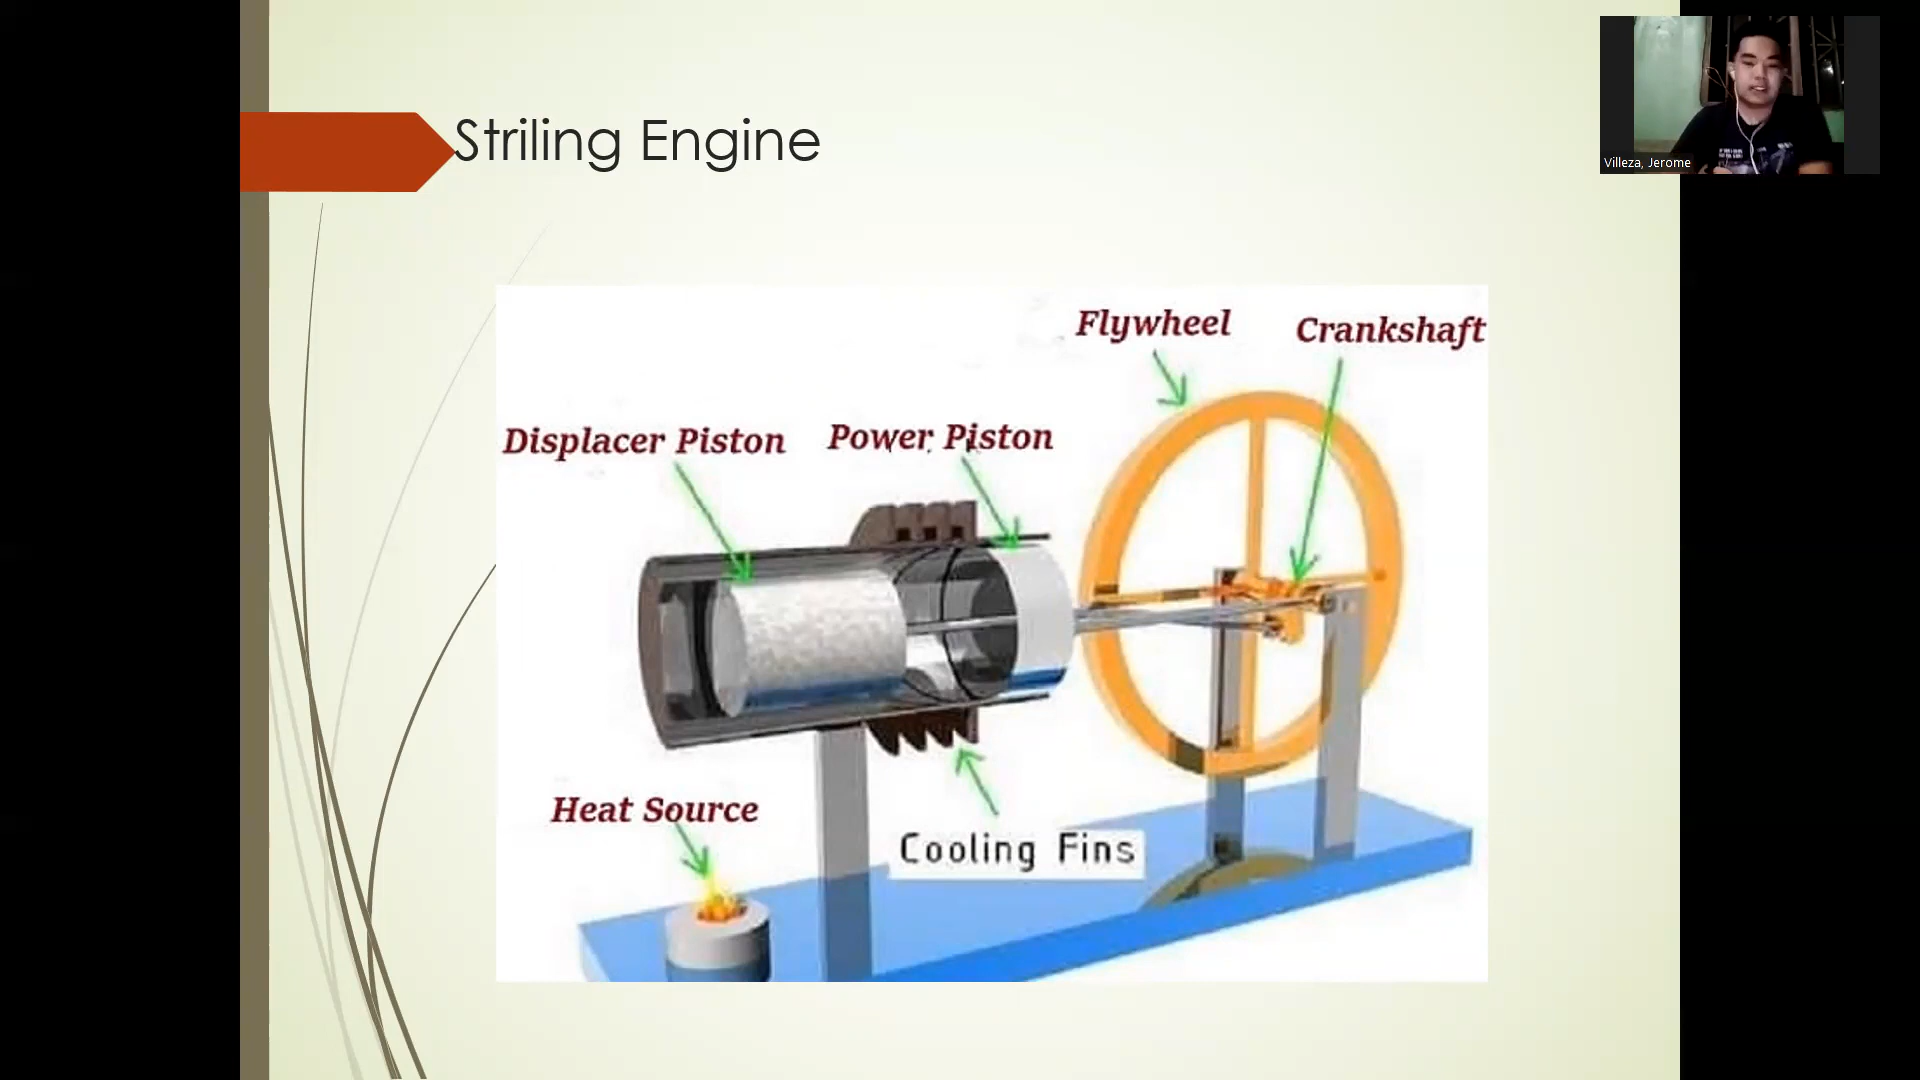 Striling Engine
Villeza, Jerome
Flywheel
Crankshaft
Displacer Piston
Power Piston
Heat Source
Cooling Fins